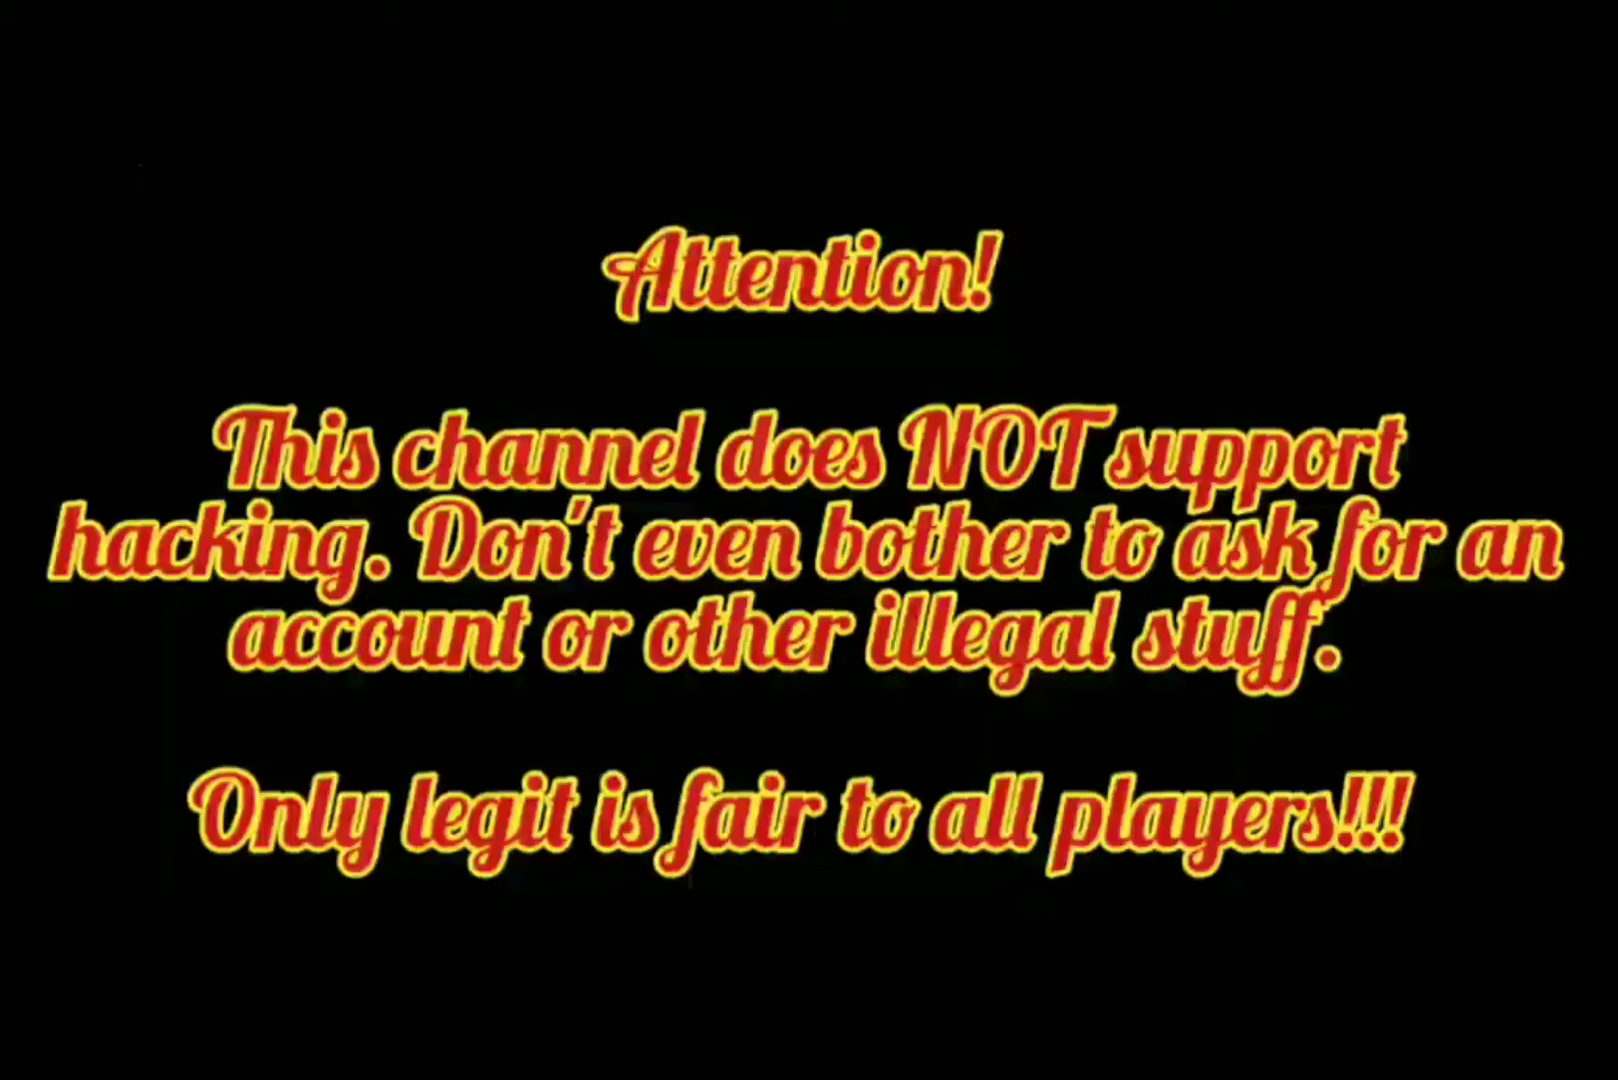 Attention!
This channel does NOT support
hacking. Don't even bother to ask for an
account or other illegal stuff.
Only legit is fair to all players!!!